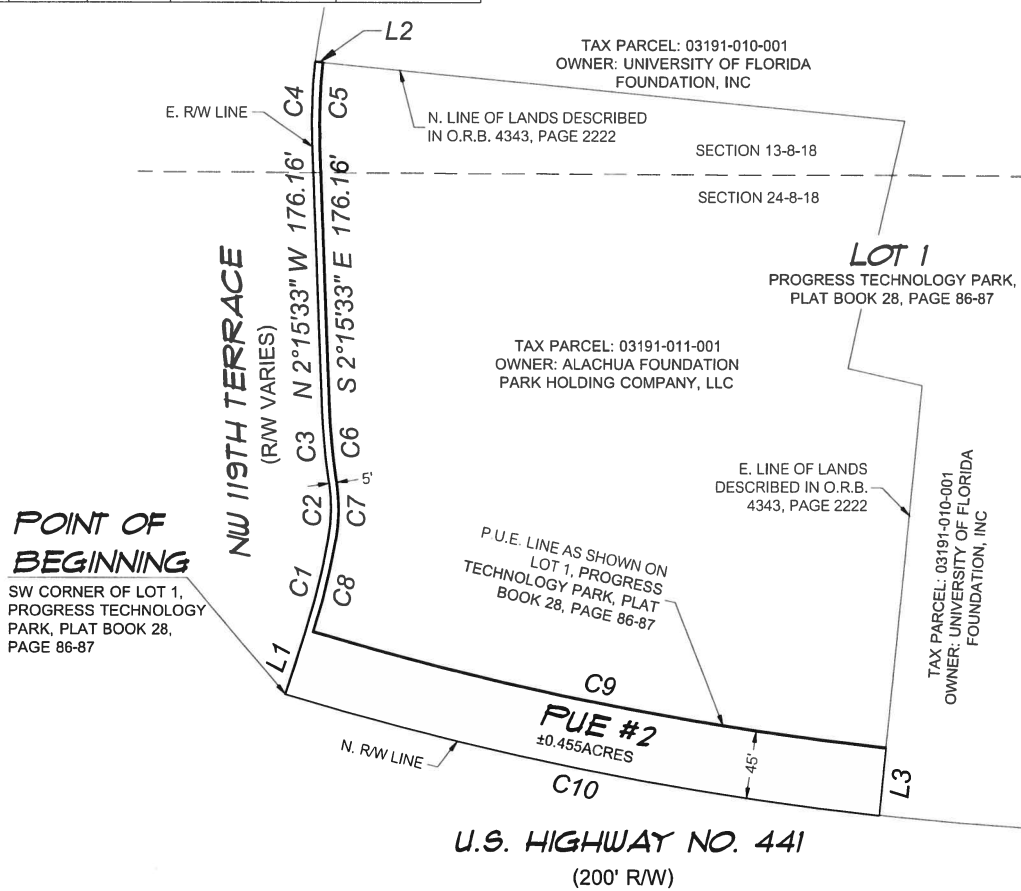 L2
TAX PARCEL: 03191-010-001
OWNER: UNIVERSITY OF FLORIDA
FOUNDATION, INC
C4
C5
E. R/W LINE
N. LINE OF LANDS DESCRIBED
IN O.R.B. 4343, PAGE 2222
SECTION 13-8-18
SECTION 24-8-18
N 2°15'33" W 176.16'
S 2°15'33" E 176.16'
NW 119TH TERRACE
(R/W VARIES)
LOT 1
PROGRESS TECHNOLOGY PARK,
PLAT BOOK 28, PAGE 86-87
TAX PARCEL: 03191-011-001
OWNER: ALACHUA FOUNDATION
PARK HOLDING COMPANY, LLC
C3
C6
5'
C2
C7
E. LINE OF LANDS
DESCRIBED IN O.R.B.
4343, PAGE 2222
TAX PARCEL: 03191-010-001
OWNER: UNIVERSITY OF FLORIDA
FOUNDATION, INC
POINT OF
BEGINNING
SW CORNER OF LOT 1,
PROGRESS TECHNOLOGY
PARK, PLAT BOOK 28,
PAGE 86-87
C1
C8
P.U.E. LINE AS SHOWN ON
LOT 1, PROGRESS
TECHNOLOGY PARK, PLAT
BOOK 28, PAGE 86-87
L1
C9
PUE #2
±0.455ACRES
45'
N. R/W LINE
C10
L3
U.S. HIGHWAY NO. 441
(200' R/W)